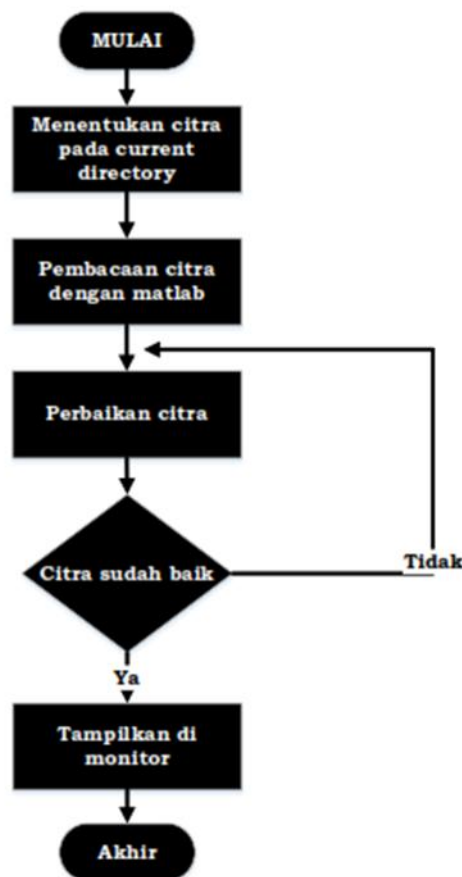 MULAI
Menentukan citra
pada current
directory
Pembacaan citra
dengan matlab
Perbaikan citra
Citra sudah baik
Tidak
Ya
Tampilkan di
monitor
Akhir